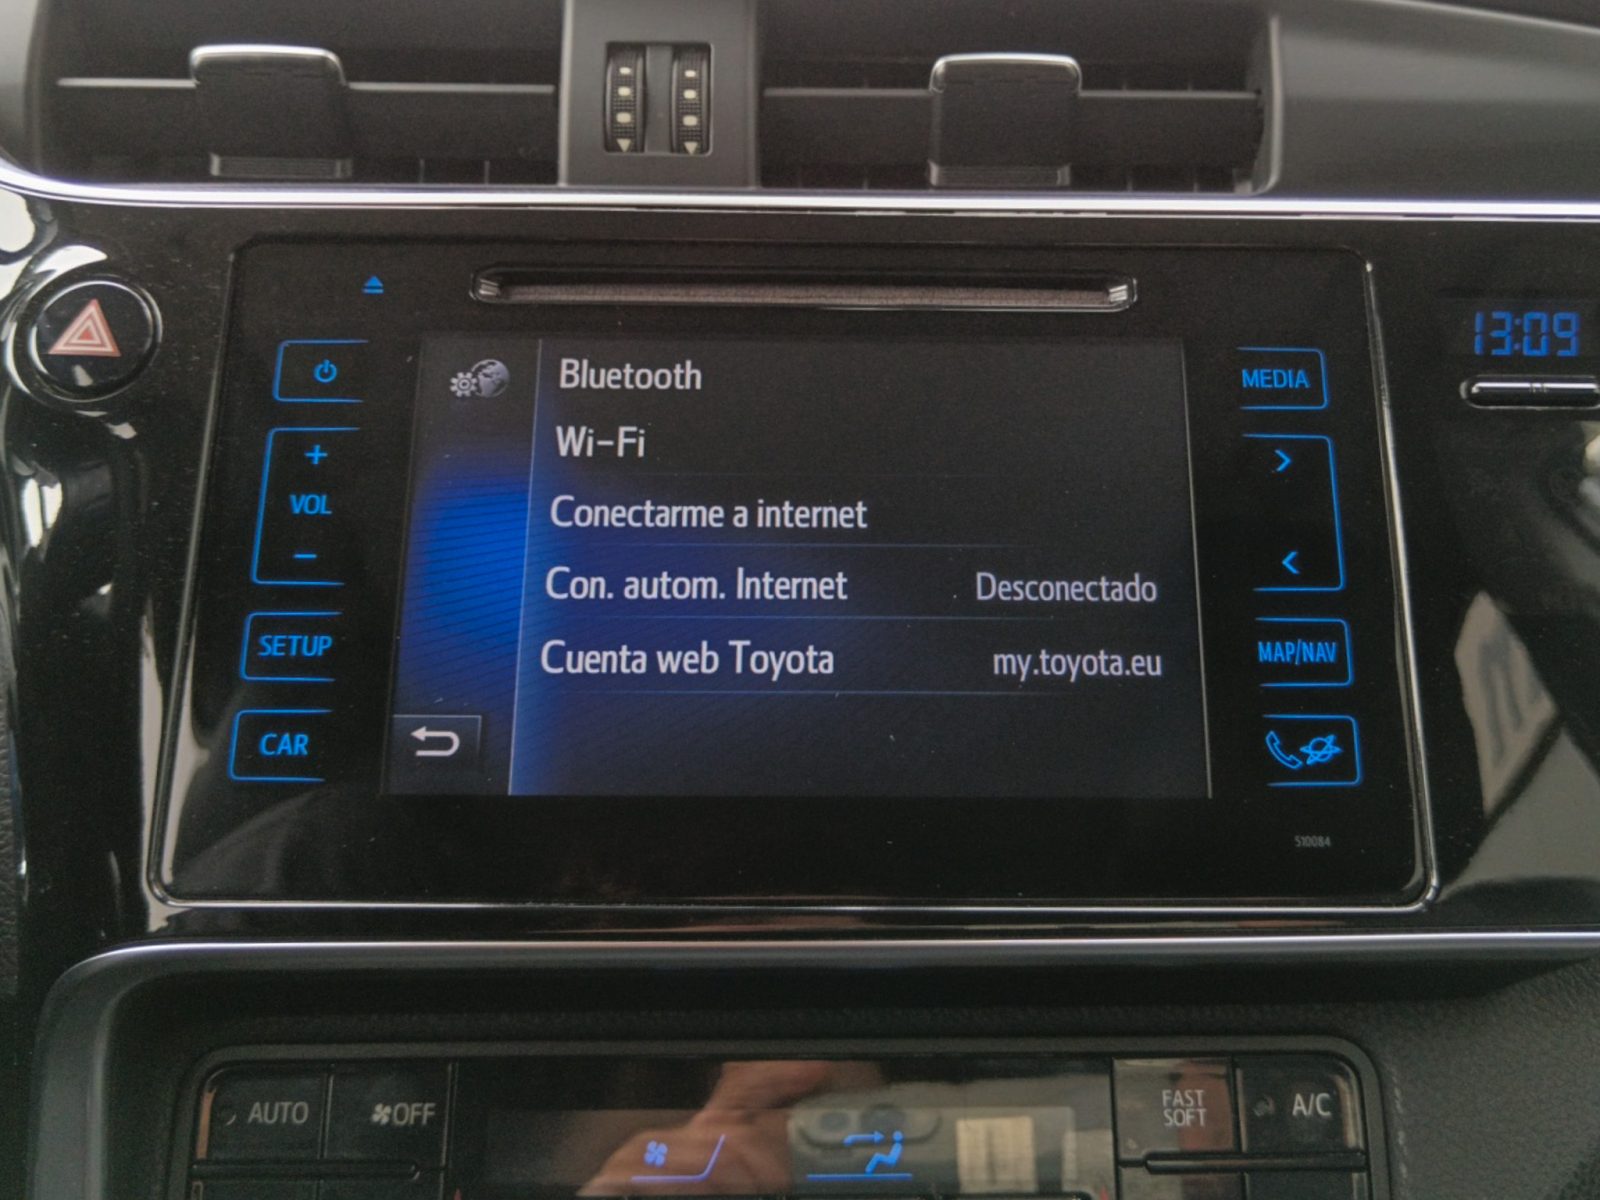 13:09
MEDIA
VOL
SETUP
CAR
Bluetooth
Wi-Fi
Conectarme a internet
Con. autom. Internet Desconectado
Cuenta web Toyota my.toyota.eu
MAP/NAV
510084
AUTO
OFF
FAST
SOFT
A/C